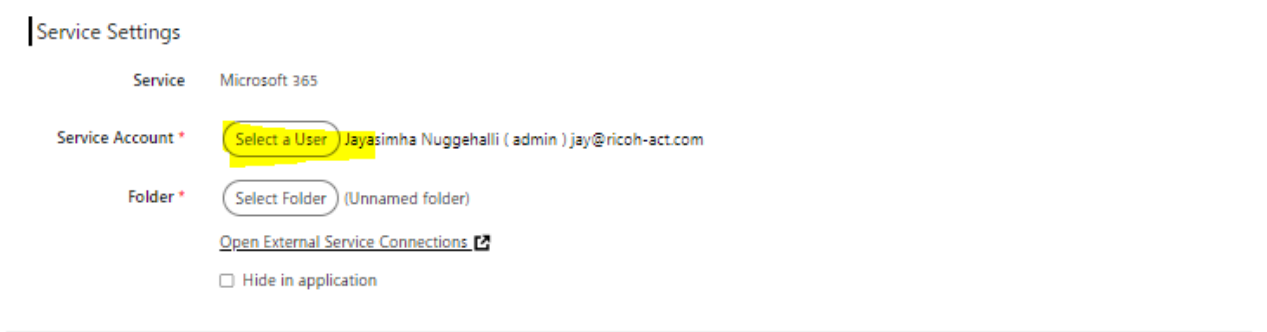 Service Settings
Service Microsoft 365
Service Account * Select a User Jayasimha Nuggehalli ( admin ) jay@ricoh-act.com
Folder * Select Folder (Unnamed folder)
Open External Service Connections
Hide in application